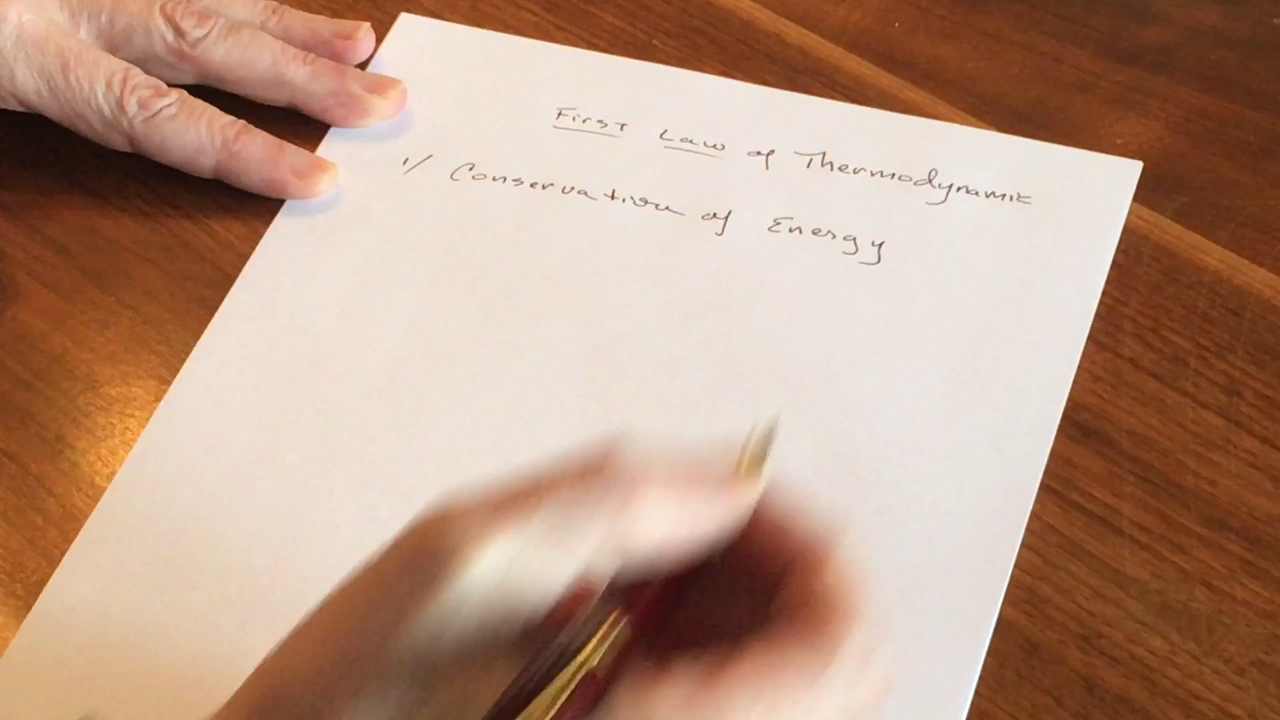 First Law of Thermodynamic
1/ Conservation of Energy